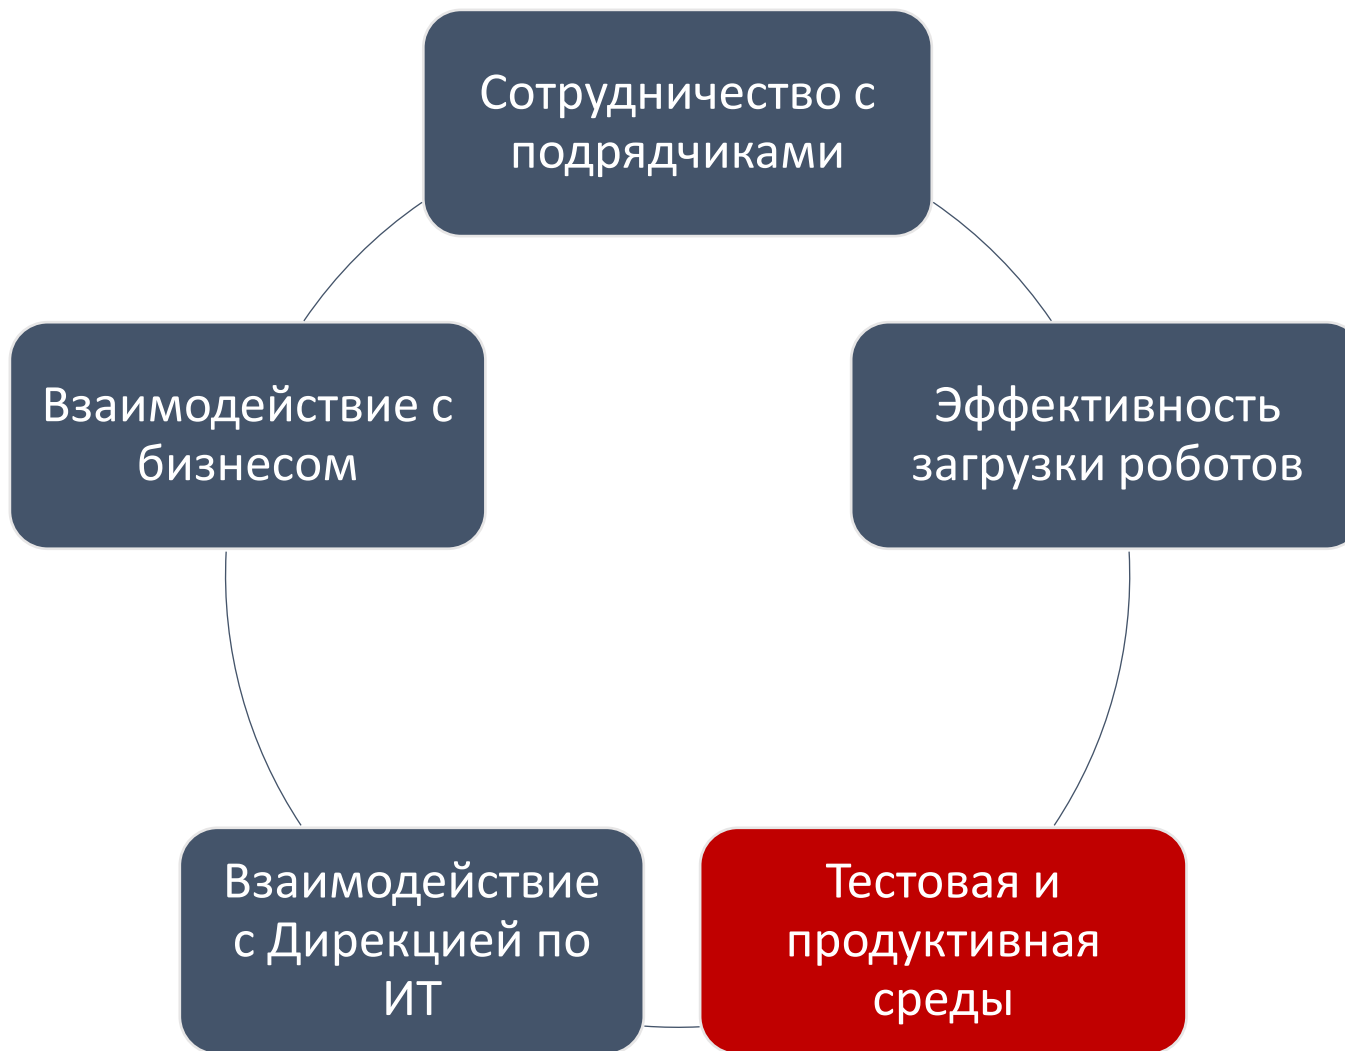 Сотрудничество с
подрядчиками
Взаимодействие с
бизнесом
Эффективность
загрузки роботов
Взаимодействие
с Дирекцией по
ИТ
Тестовая и
продуктивная
среды